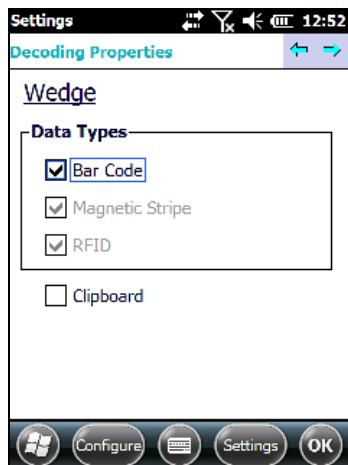 Settings 12:52
Decoding Properties
Wedge
Data Types
Bar Code
Magnetic Stripe
RFID
Clipboard
Configure Settings OK